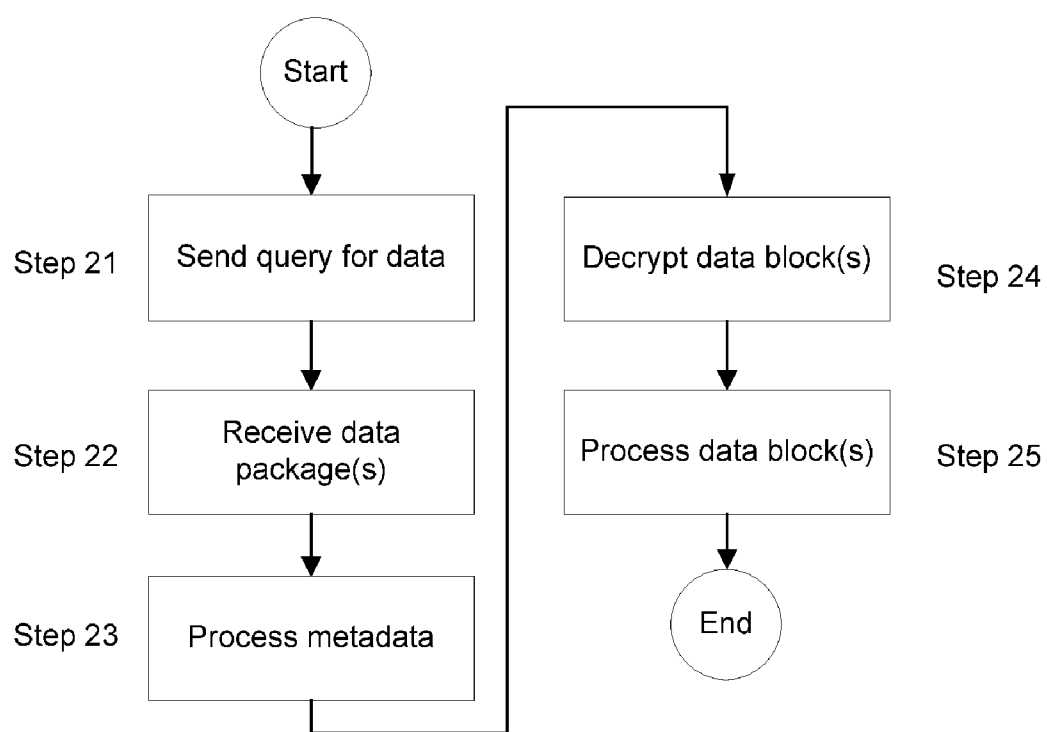 Start
Step 21
Send query for data
Step 22
Receive data
package(s)
Step 23
Process metadata
Decrypt data block(s)
Step 24
Process data block(s)
Step 25
End